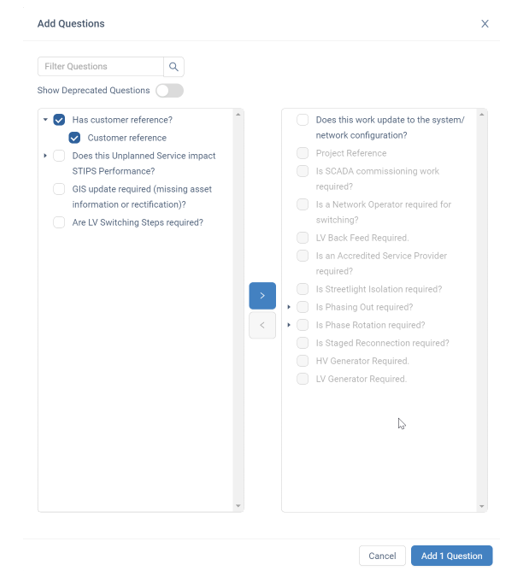 Add Questions
X
Filter Questions
Show Deprecated Questions
Has customer reference?
Customer reference
Does this Unplanned Service impact
STIPS Performance?
GIS update required (missing asset
information or rectification)?
Are LV Switching Steps required?
Does this work update to the system/
network configuration?
Project Reference
Is SCADA commissioning work
required?
Is a Network Operator required for
switching?
LV Back Feed Required.
Is an Accredited Service Provider
required?
Is Streetlight Isolation required?
Is Phasing Out required?
Is Phase Rotation required?
Is Staged Reconnection required?
HV Generator Required.
LV Generator Required.
Cancel
Add 1 Question